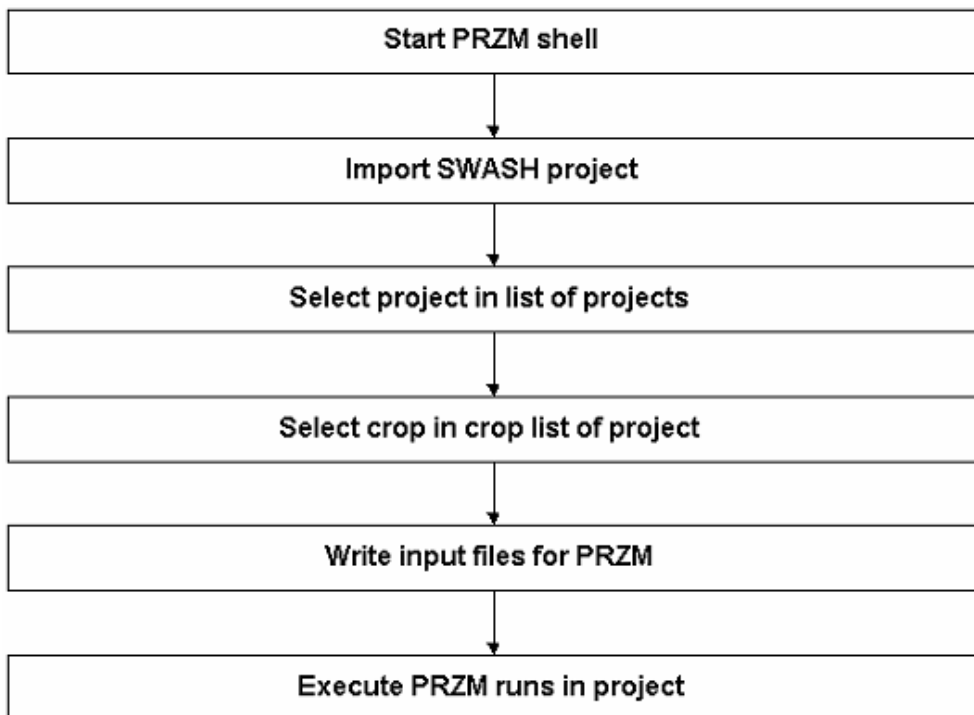 Start PRZM shell
Import SWASH project
Select project in list of projects
Select crop in crop list of project
Write input files for PRZM
Execute PRZM runs in project